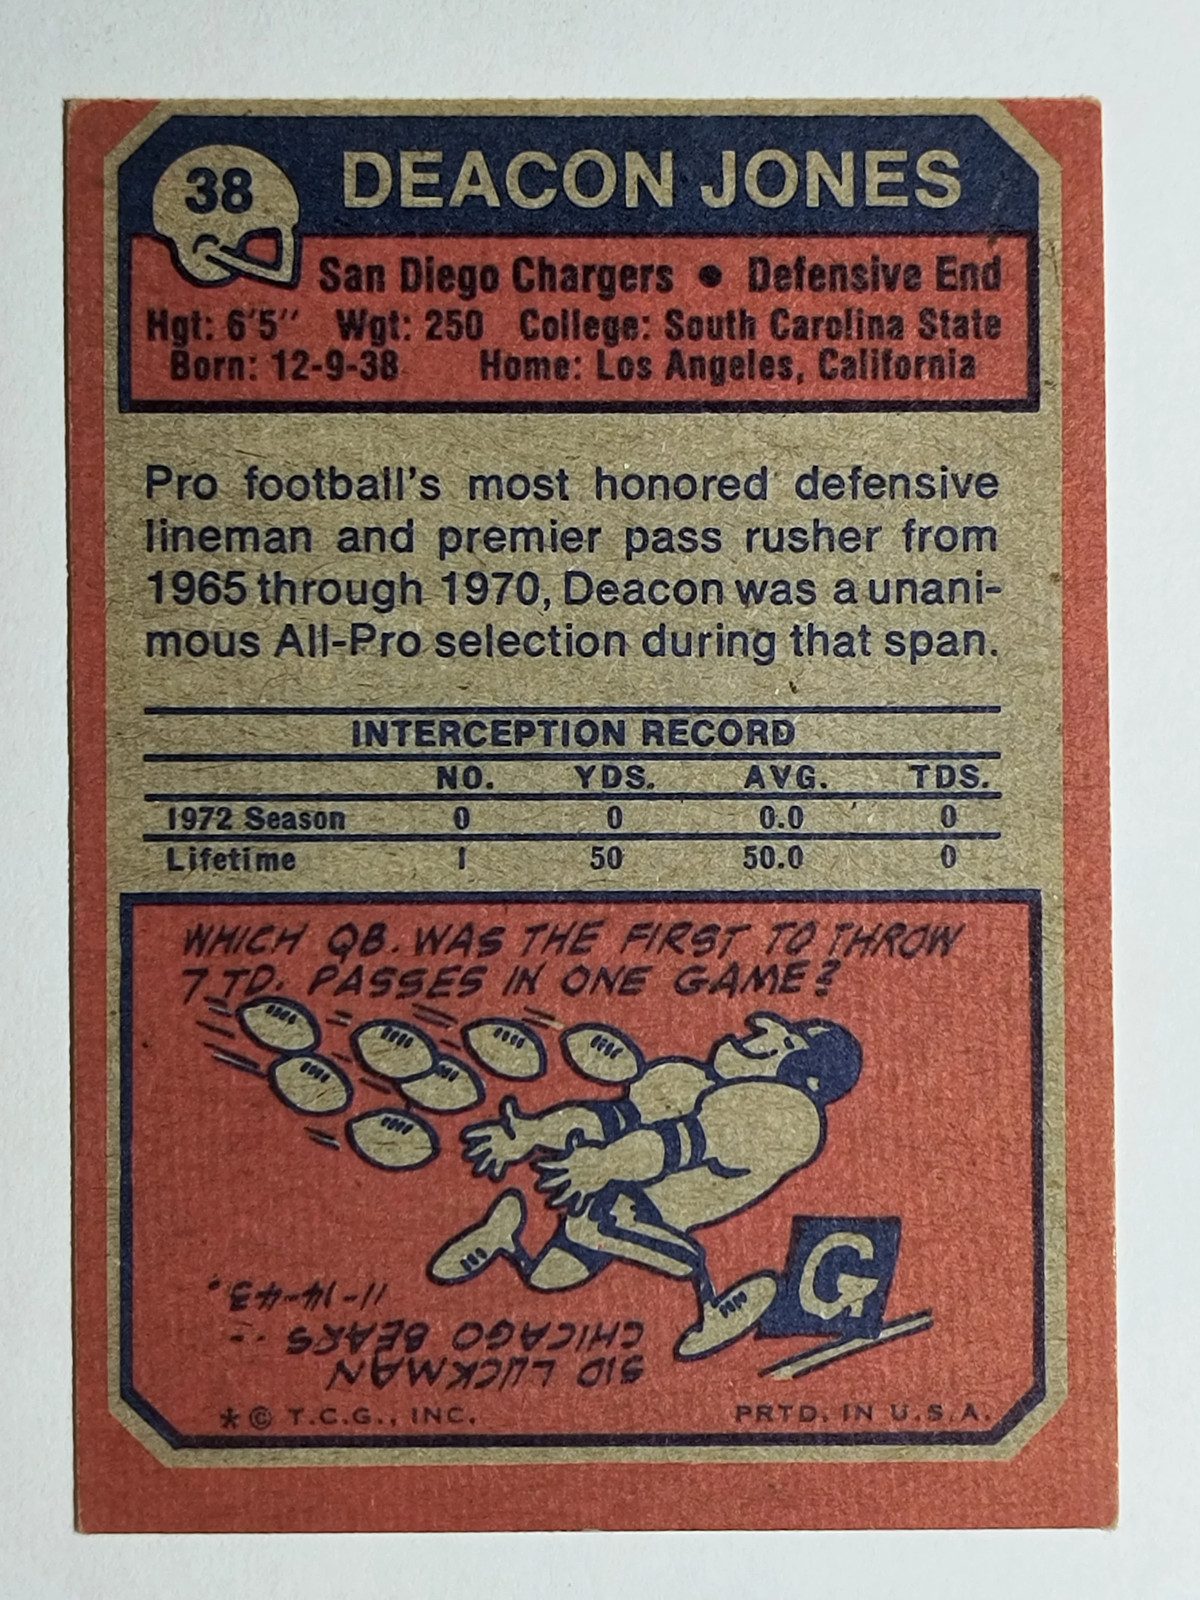 38
DEACON JONES
San Diego Chargers • Defensive End
Hgt: 6'5" Wgt: 250 College: South Carolina State
Born: 12-9-38 Home: Los Angeles, California
Pro football's most honored defensive
lineman and premier pass rusher from
1965 through 1970, Deacon was a unani-
mous All-Pro selection during that span.
INTERCEPTION RECORD
NO. YDS. AVG. TDS.
1972 Season 0 0 0.0 0
Lifetime 1 50 50.0 0
WHICH QB. WAS THE FIRST TO THROW
7 TD. PASSES IN ONE GAME?
G
SID LUCKMAN
CHICAGO BEARS --
11-14-43.
* © T.C.G., INC. PRTD. IN U.S.A.